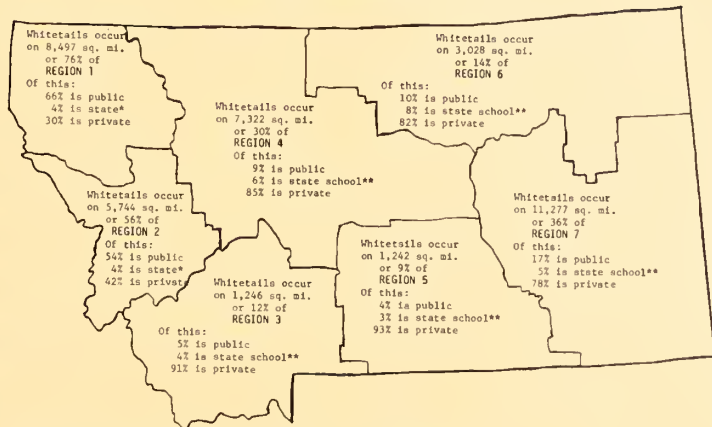 Whitetails occur
on 8,497 sq. mi.
or 76% of
REGION 1
Of this:
66% is public
4% is state*
30% is private
Whitetails occur
on 3,028 sq. mi.
or 14% of
REGION 6
Of this:
10% is public
8% is state school**
82% is private
Whitetails occur
on 7,322 sq. mi.
or 30% of
REGION 4
Of this:
9% is public
6% is state school**
85% is private
Whitetails occur
on 5,744 sq. mi.
or 56% of
REGION 2
Of this:
54% is public
4% is state*
42% is private
Whitetails occur
on 11,277 sq. mi.
or 36% of
REGION 7
Of this:
17% is public
5% is state school**
78% is private
Whitetails occur
on 1,242 sq. mi.
or 9% of
REGION 5
Of this:
4% is public
3% is state school**
93% is private
Whitetails occur
on 1,246 sq. mi.
or 12% of
REGION 3
Of this:
5% is public
4% is state school**
91% is private